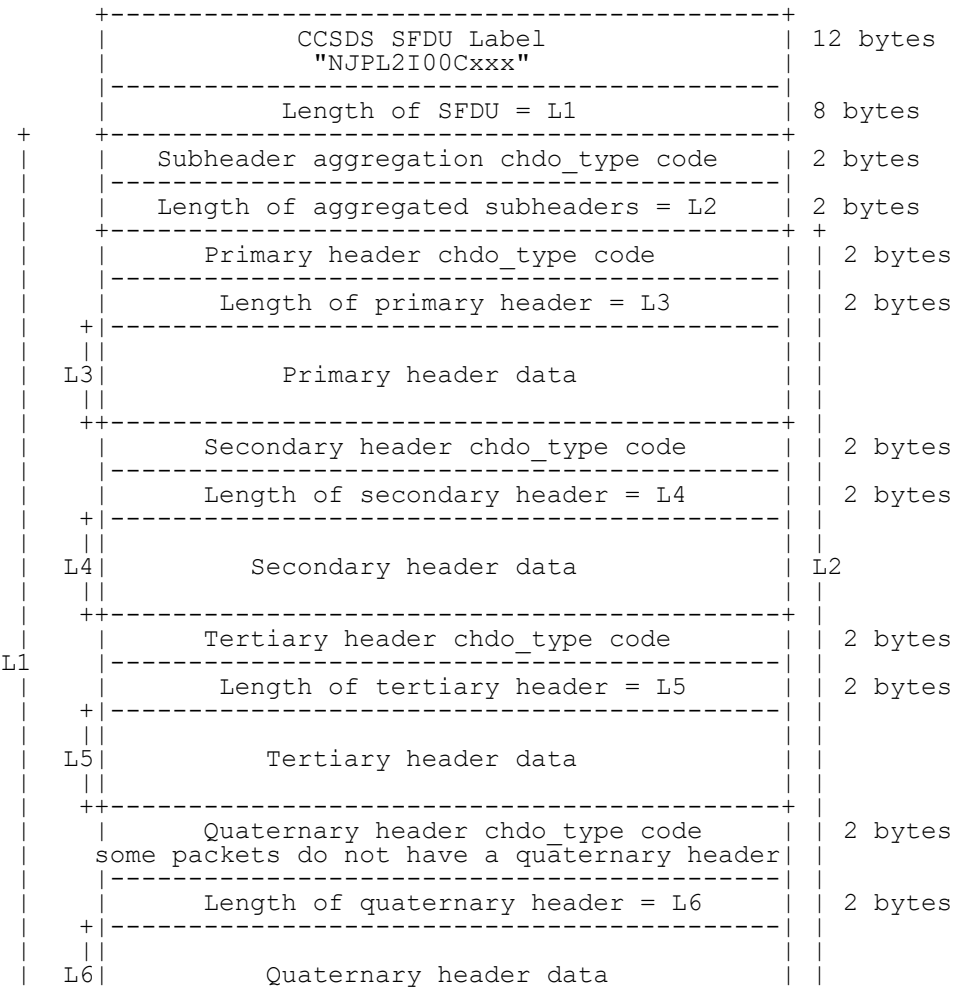 CCSDS SFDU Label 12 bytes
"NJPL2I00Cxxx"
Length of SFDU = L1 8 bytes
Subheader aggregation chdo_type code 2 bytes
Length of aggregated subheaders = L2 2 bytes
Primary header chdo_type code 2 bytes
Length of primary header = L3 2 bytes
L3 Primary header data
Secondary header chdo_type code 2 bytes
Length of secondary header = L4 2 bytes
L4 Secondary header data L2
Tertiary header chdo_type code 2 bytes
L1
Length of tertiary header = L5 2 bytes
L5 Tertiary header data
Quaternary header chdo_type code 2 bytes
some packets do not have a quaternary header
Length of quaternary header = L6 2 bytes
L6 Quaternary header data